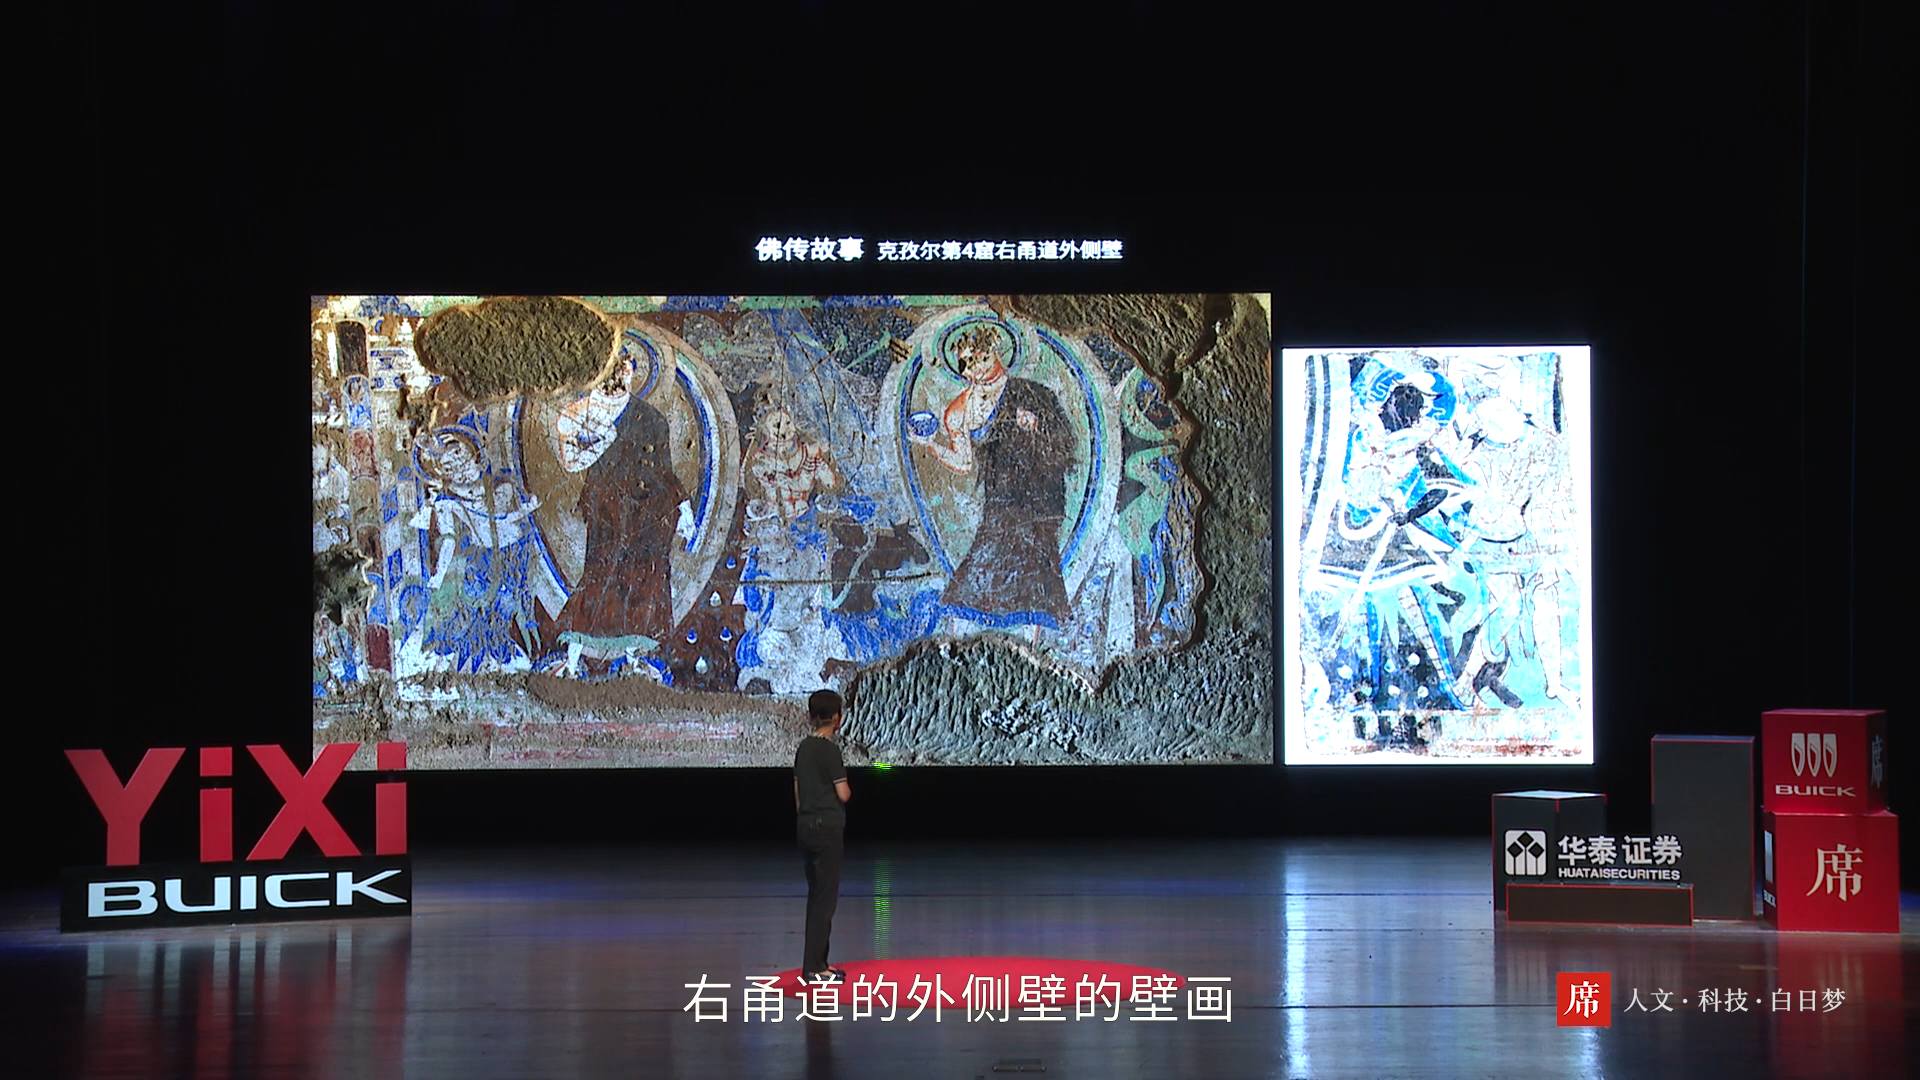 佛传故事 克孜尔第4窟右甬道外侧壁
YiXi
BUICK
BUICK
席
华泰证券
HUATAISECURITIES
席
BUICK
右甬道的外侧壁的壁画
席 人文·科技·白日梦